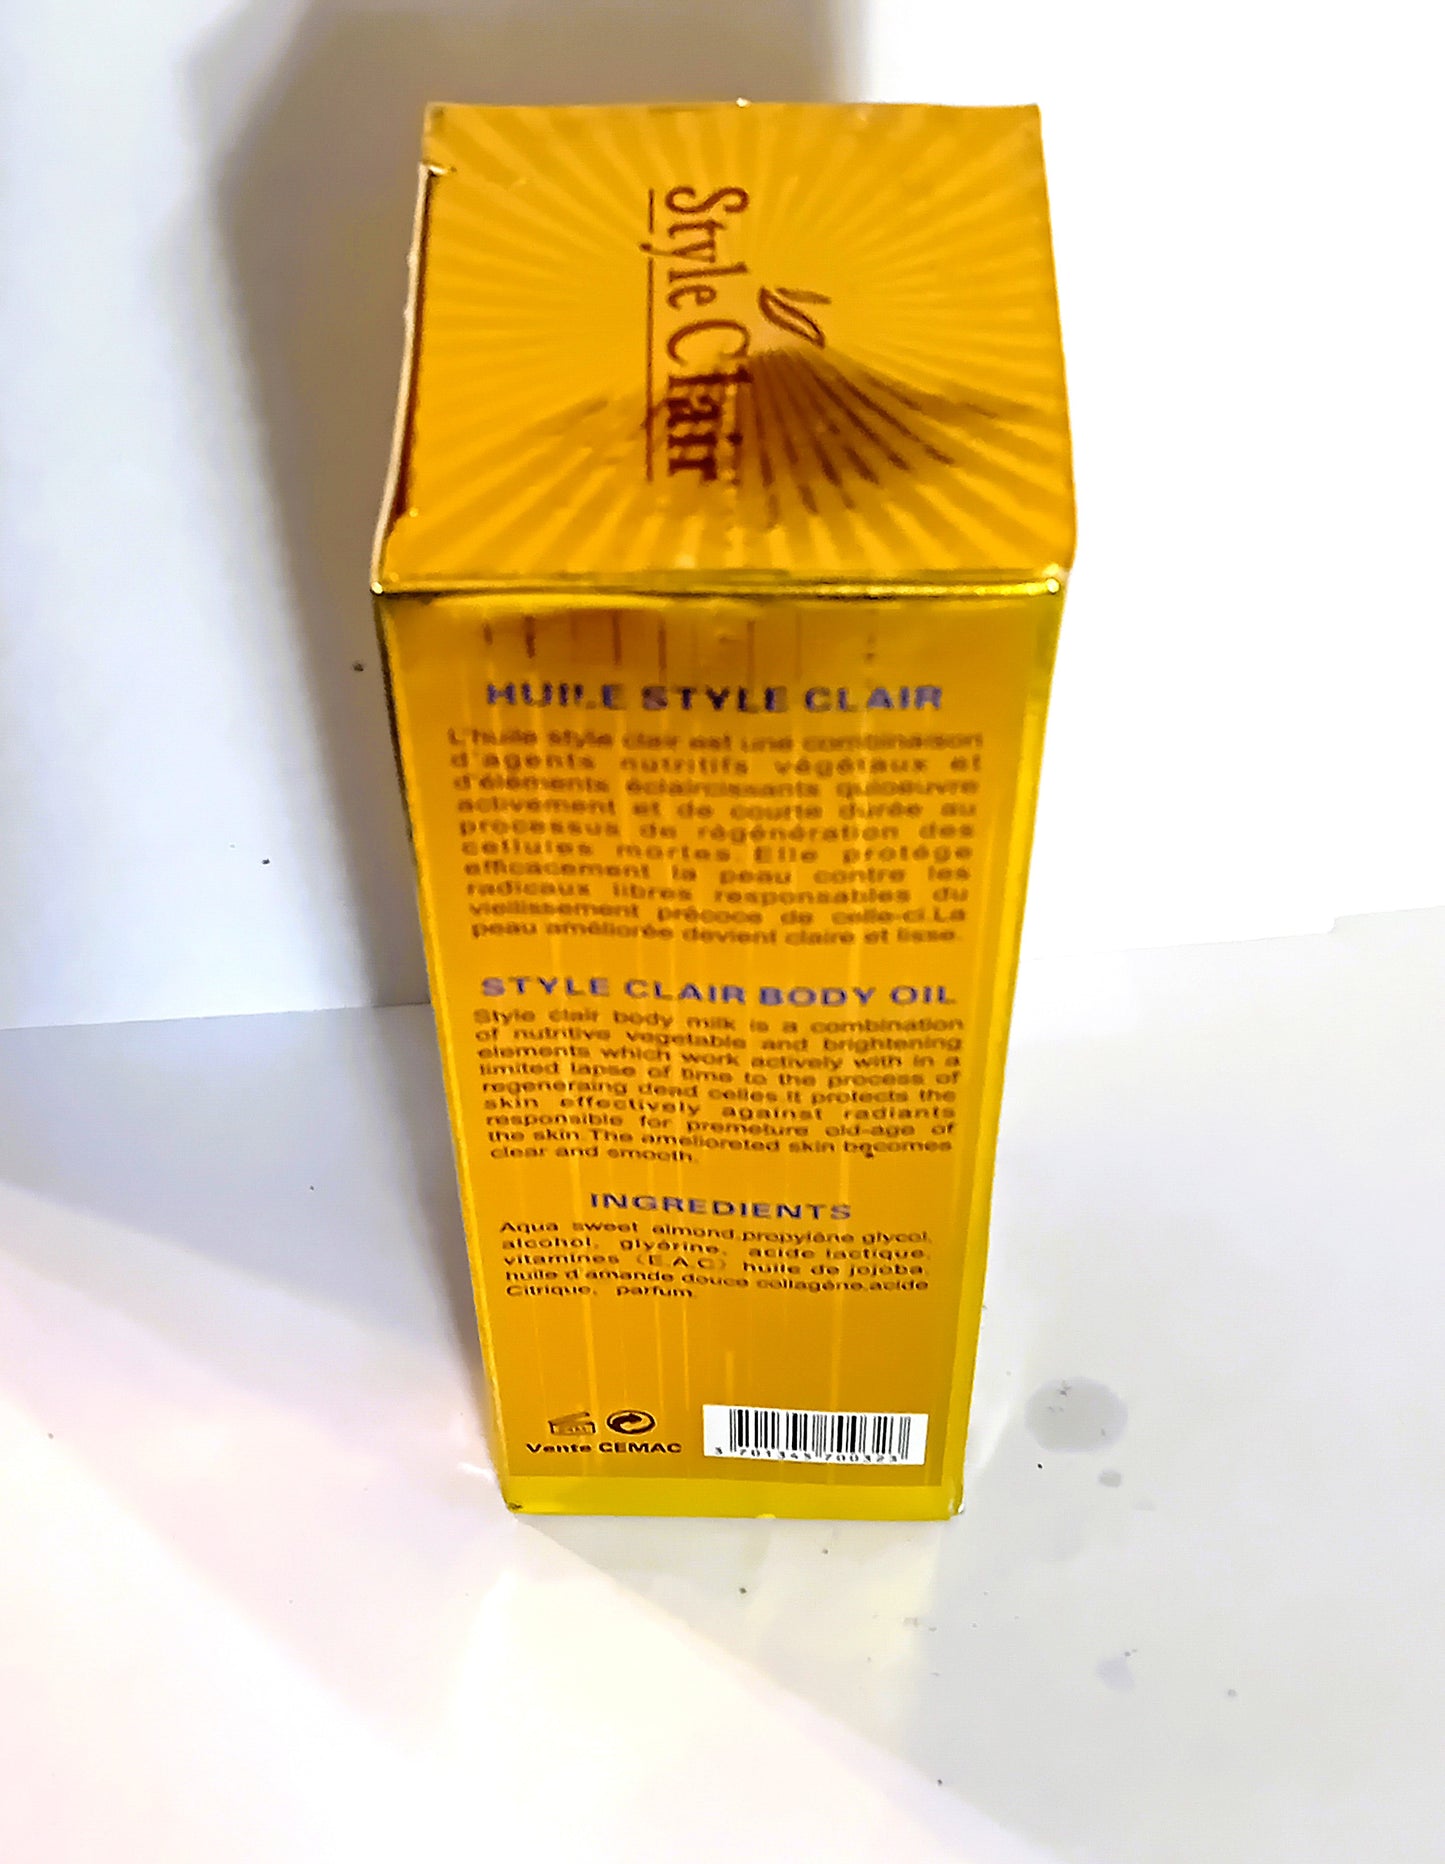 Style Clair
HUILE STYLE CLAIR
L'huile style clair est une combinaison
d'agents nutritifs végétaux et
d'éléments éclaircissants quioeuvre
activement et de courte durée au
processus de régénération des
cellules mortes. Elle protége
efficacement la peau contre les
radicaux libres responsables du
vieillissement précoce de celle-ci.La
peau améliorée devient claire et lisse.
STYLE CLAIR BODY OIL
Style clair body milk is a combination
of nutritive vegetable and brightening
elements which work actively with in a
limited lapse of time to the process of
regeneraing dead celles.It protects the
skin effectively against radiants
responsible for premeture old-age of
the skin.The amelioreted skin becomes
clear and smooth.
INGREDIENTS
Aqua sweet almond,propylène glycol,
alcohol, glyérine, acide lactique,
vitamines (E.A.C) huile de jojoba,
huile d'amande douce collagéne,acide
Citrique, parfum.
Vente CEMAC
3 701343 700323